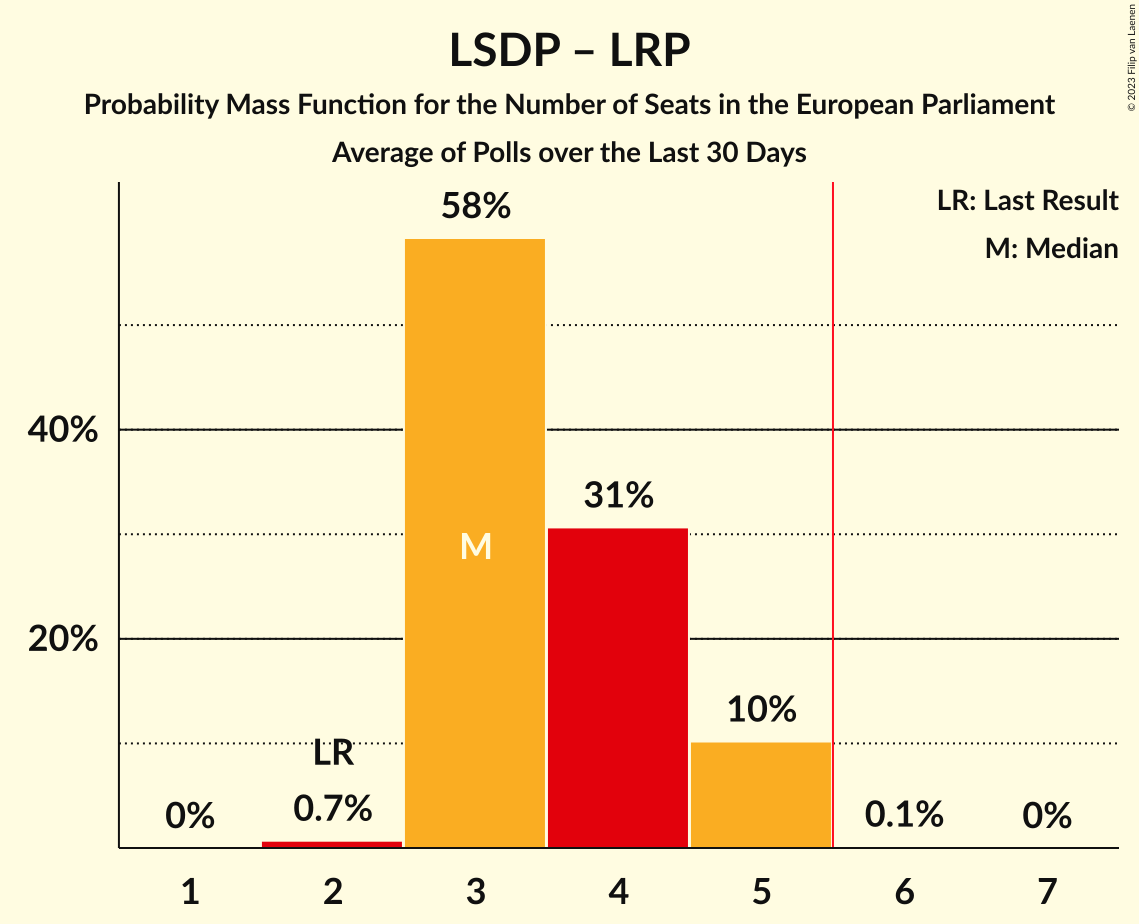 © 2023 Filip van Laenen
LSDP – LRP
Probability Mass Function for the Number of Seats in the European Parliament
Average of Polls over the Last 30 Days
LR: Last Result
M: Median
58%
40%
31%
M
20%
10%
LR
0%
0.7%
0.1%
0%
1 2 3 4 5 6 7